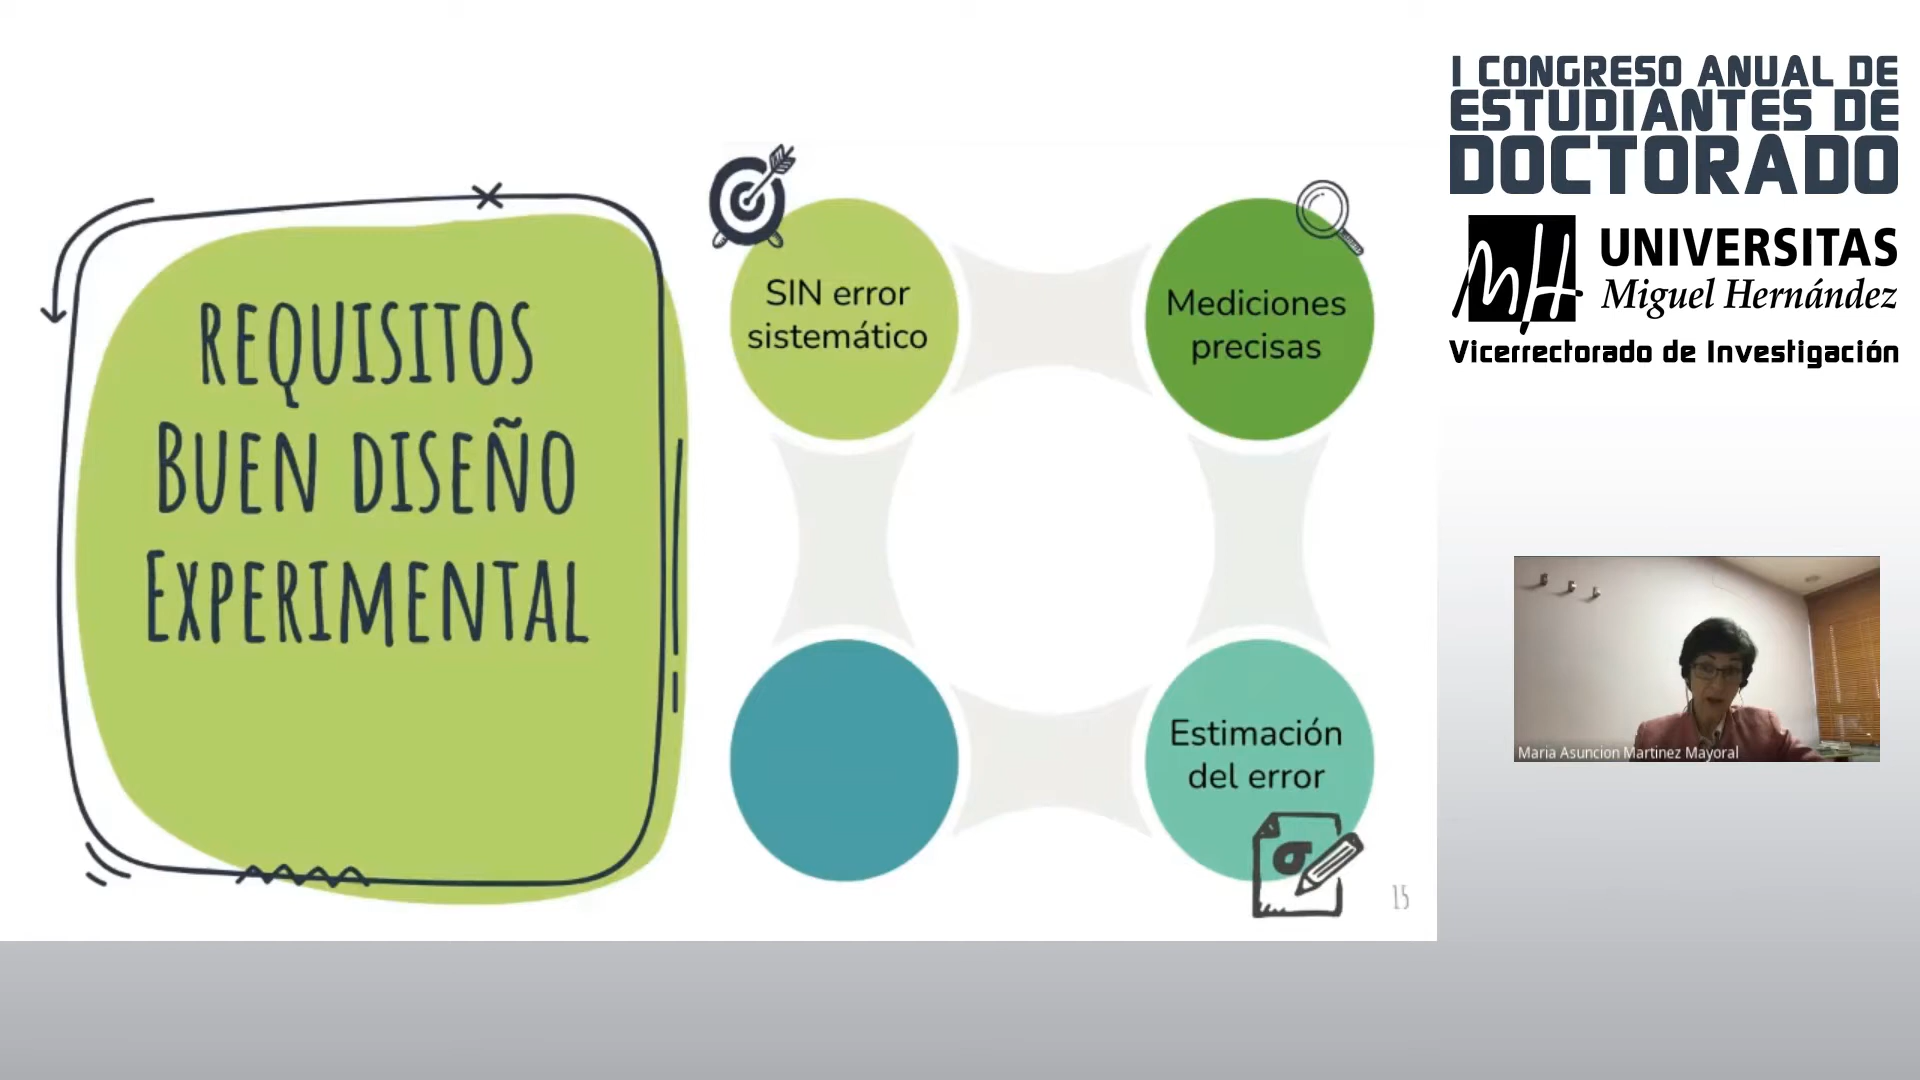 REQUISITOS
BUEN DISEÑO
EXPERIMENTAL
SIN error
sistemático
Mediciones
precisas
Estimación
del error
σ
15
I CONGRESO ANUAL DE
ESTUDIANTES DE
DOCTORADO
MH
UNIVERSITAS
Miguel Hernández
Vicerrectorado de Investigación
Maria Asuncion Martinez Mayoral